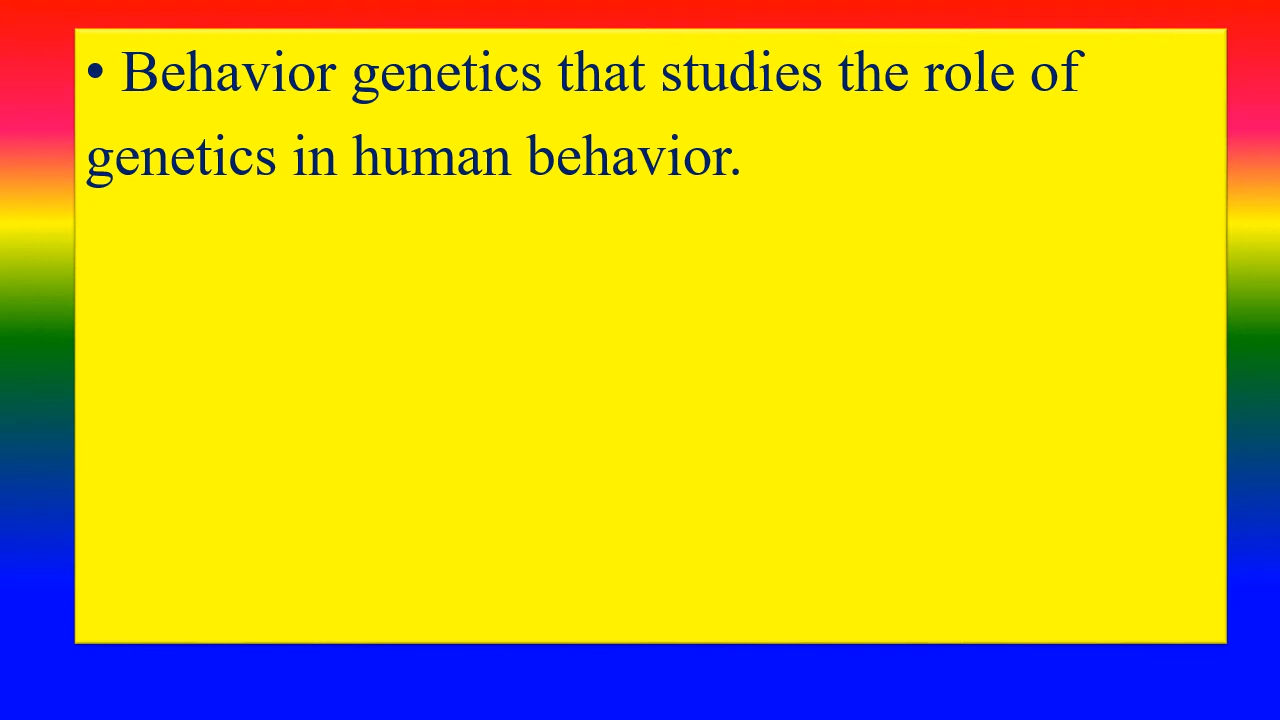 • Behavior genetics that studies the role of
genetics in human behavior.